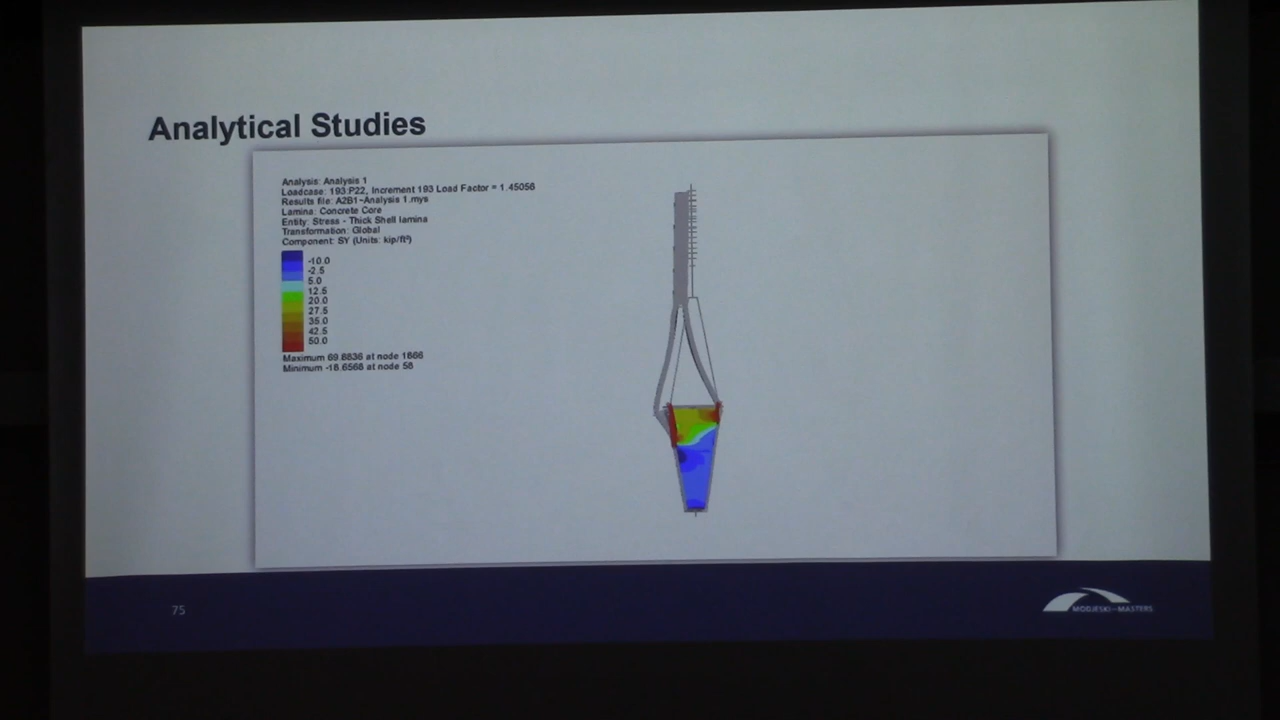 Analytical Studies
Analysis: Analysis 1
Loadcase: 193:P22, Increment 193 Load Factor = 1.45056
Results file: A2B1~Analysis 1.mys
Lamina: Concrete Core
Entity: Stress - Thick Shell lamina
Transformation: Global
Component: SY (Units: kip/ft²)
-10.0
-2.5
5.0
12.5
20.0
27.5
35.0
42.5
50.0
Maximum 69.8836 at node 1666
Minimum -18.6568 at node 58
75
MODJESKI—MASTERS